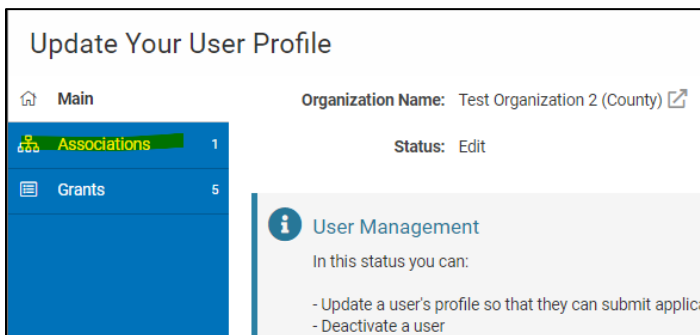 Update Your User Profile
Main
Organization Name: Test Organization 2 (County)
Associations 1
Status: Edit
Grants 5
User Management
In this status you can:
- Update a user's profile so that they can submit applica
- Deactivate a user